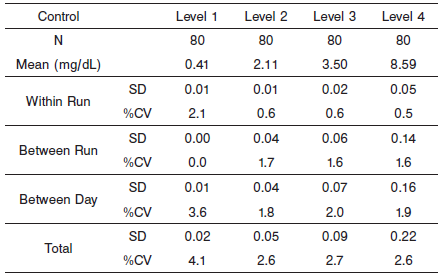 Control Level 1 Level 2 Level 3 Level 4
N 80 80 80 80
Mean (mg/dL) 0.41 2.11 3.50 8.59
Within Run SD 0.01 0.01 0.02 0.05
%CV 2.1 0.6 0.6 0.5
Between Run SD 0.00 0.04 0.06 0.14
%CV 0.0 1.7 1.6 1.6
Between Day SD 0.01 0.04 0.07 0.16
%CV 3.6 1.8 2.0 1.9
Total SD 0.02 0.05 0.09 0.22
%CV 4.1 2.6 2.7 2.6